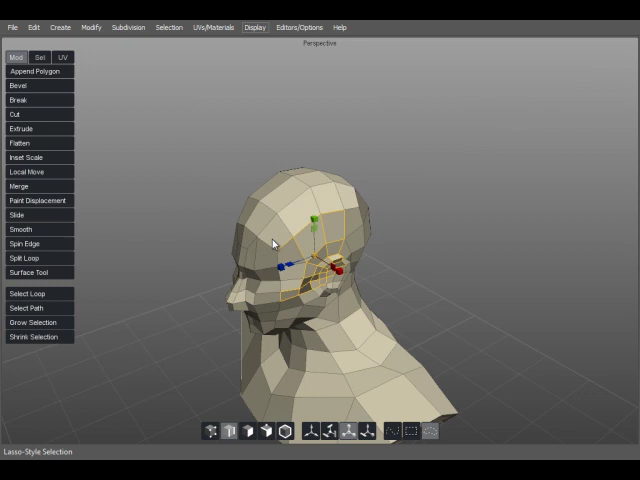 File Edit Create Modify Subdivision Selection UVs/Materials Display Editors/Options Help
Perspective
Mod Sel UV
Append Polygon
Bevel
Break
Cut
Extrude
Flatten
Inset Scale
Local Move
Merge
Paint Displacement
Slide
Smooth
Spin Edge
Split Loop
Surface Tool
Select Loop
Select Path
Grow Selection
Shrink Selection
Lasso-Style Selection